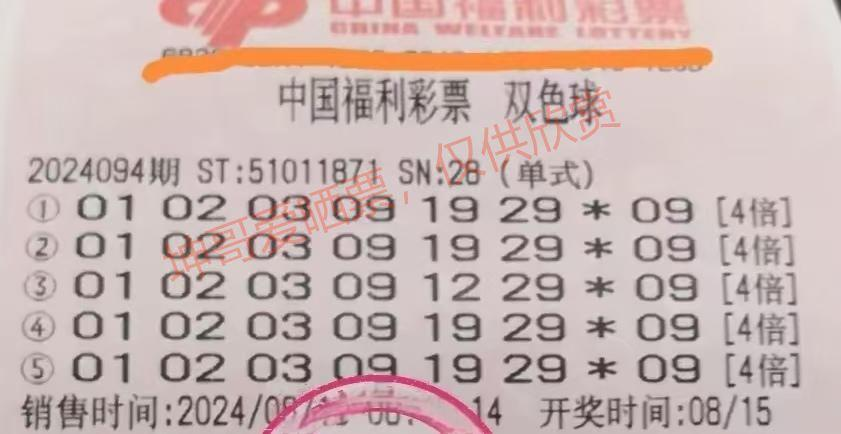 中国福利彩票
CHINA WELFARE LOTTERY
中国福利彩票 双色球
2024094期 ST:51011871 SN:28 (单式)
① 01 02 03 09 19 29 * 09 [4倍]
② 01 02 03 09 19 29 * 09 [4倍]
③ 01 02 03 09 12 29 * 09 [4倍]
④ 01 02 03 09 19 29 * 09 [4倍]
⑤ 01 02 03 09 19 29 * 09 [4倍]
销售时间:2024/ 14 开奖时间:08/15
坤哥爱晒票，仅供欣赏